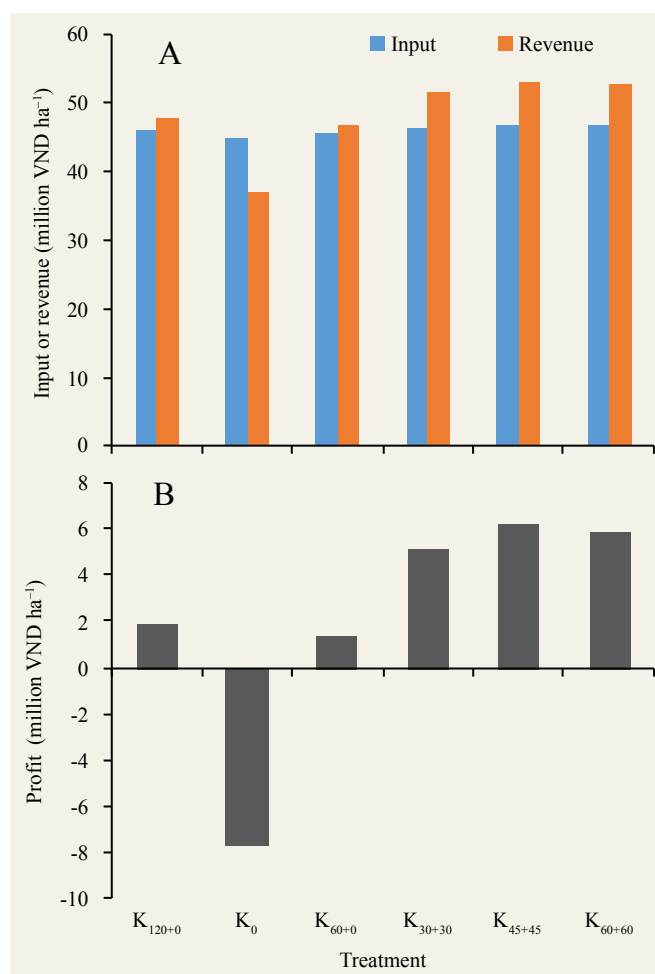 A
Input
Revenue
Input or revenue (million VND ha⁻¹)
60
50
40
30
20
10
0
B
Profit (million VND ha⁻¹)
8
6
4
2
0
-2
-4
-6
-8
-10
K₁₂₀₊₀ K₀ K₆₀₊₀ K₃₀₊₃₀ K₄₅₊₄₅ K₆₀₊₆₀
Treatment